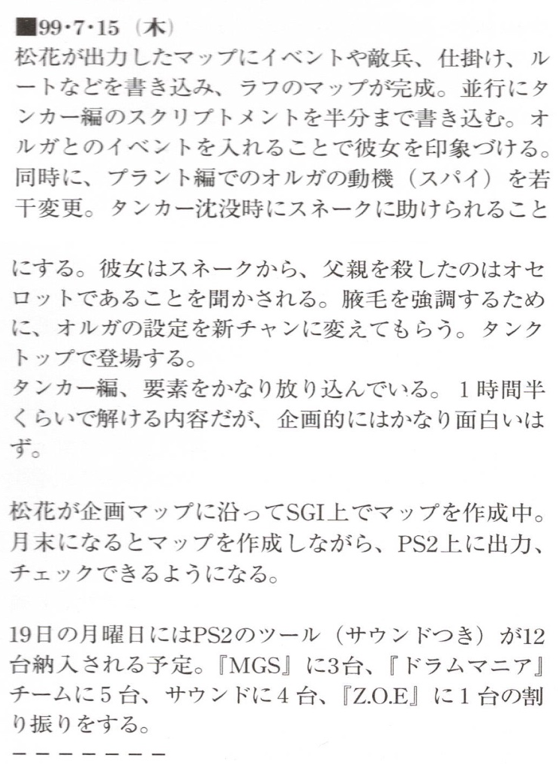 ■99・7・15（木）
松花が出力したマップにイベントや敵兵、仕掛け、ル
ートなどを書き込み、ラフのマップが完成。並行にタ
ンカー編のスクリプトメントを半分まで書き込む。オ
ルガとのイベントを入れることで彼女を印象づける。
同時に、プラント編でのオルガの動機（スパイ）を若
干変更。タンカー沈没時にスネークに助けられること
にする。彼女はスネークから、父親を殺したのはオセ
ロットであることを聞かされる。腋毛を強調するため
に、オルガの設定を新チャンに変えてもらう。タンク
トップで登場する。
タンカー編、要素をかなり放り込んでいる。１時間半
くらいで解ける内容だが、企画的にはかなり面白いは
ず。
松花が企画マップに沿ってSGI上でマップを作成中。
月末になるとマップを作成しながら、PS2上に出力、
チェックできるようになる。
19日の月曜日にはPS2のツール（サウンドつき）が12
台納入される予定。『MGS』に3台、『ドラムマニア』
チームに５台、サウンドに４台、『Z.O.E』に１台の割
り振りをする。
－－－－－－－